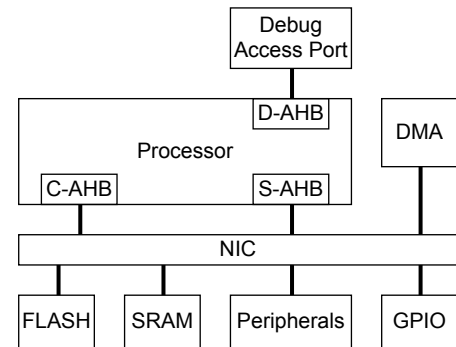 Debug
Access Port
D-AHB
DMA
Processor
C-AHB
S-AHB
NIC
FLASH
SRAM
Peripherals
GPIO